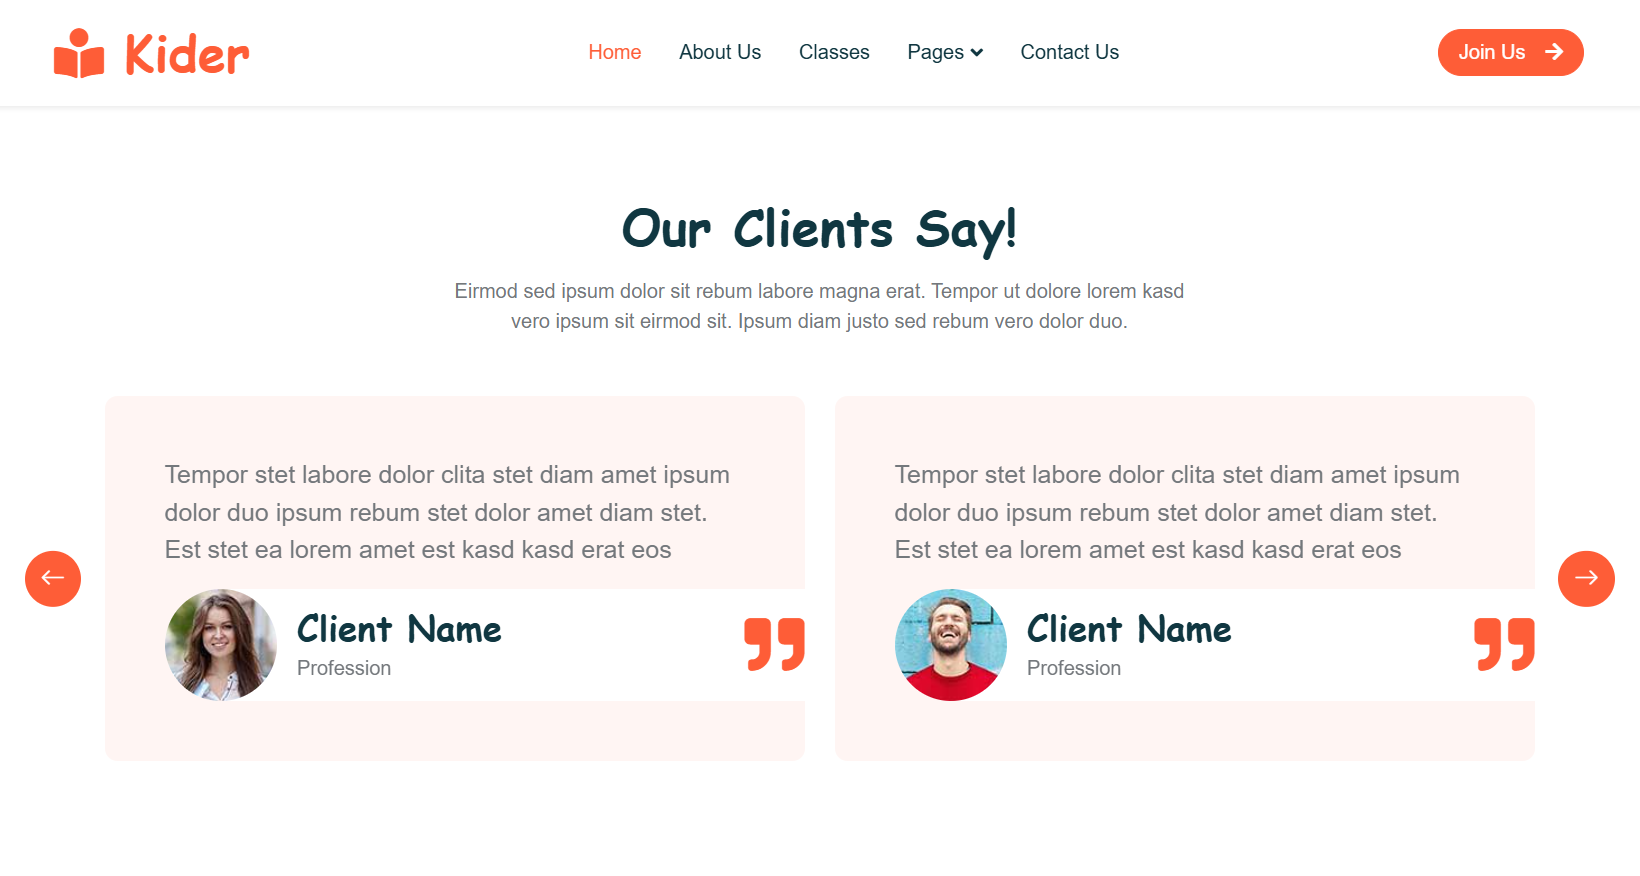 Kider
Home About Us Classes Pages Contact Us
Join Us
Our Clients Say!
Eirmod sed ipsum dolor sit rebum labore magna erat. Tempor ut dolore lorem kasd
vero ipsum sit eirmod sit. Ipsum diam justo sed rebum vero dolor duo.
Tempor stet labore dolor clita stet diam amet ipsum
dolor duo ipsum rebum stet dolor amet diam stet.
Est stet ea lorem amet est kasd kasd erat eos
Client Name
Profession
Tempor stet labore dolor clita stet diam amet ipsum
dolor duo ipsum rebum stet dolor amet diam stet.
Est stet ea lorem amet est kasd kasd erat eos
Client Name
Profession